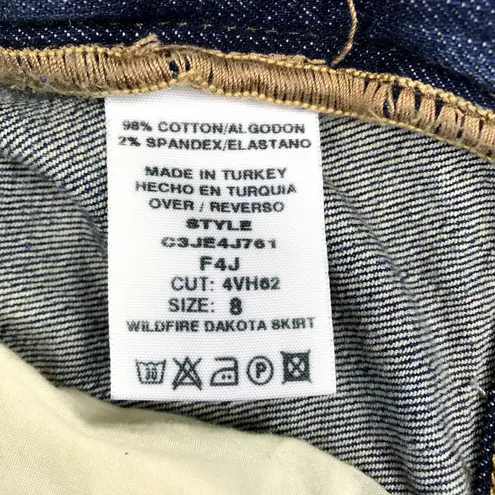 98% COTTON/ALGODON
2% SPANDEX/ELASTANO
MADE IN TURKEY
HECHO EN TURQUIA
OVER / REVERSO
STYLE
C3JE4J761
F4J
CUT: 4VH62
SIZE: 8
WILDFIRE DAKOTA SKIRT
30
P